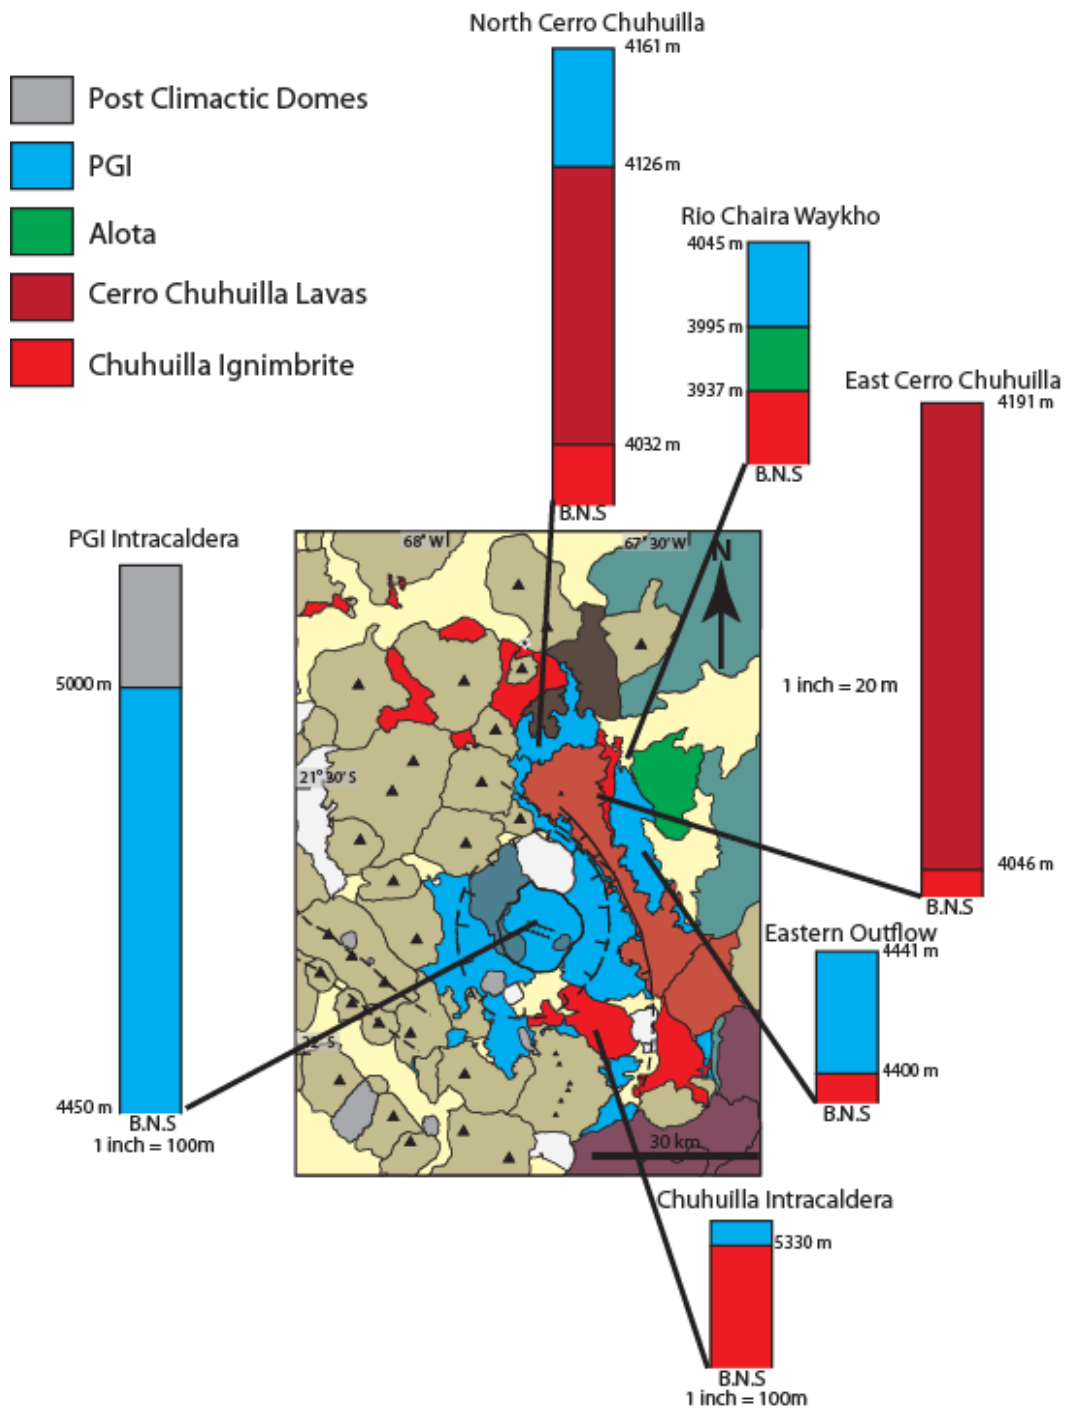 North Cerro Chuhuilla
4161 m
Post Climactic Domes
PGI
4126 m
Alota
Rio Chaira Waykho
4045 m
Cerro Chuhuilla Lavas
3995 m
Chuhuilla Ignimbrite
3937 m
East Cerro Chuhuilla
4191 m
4032 m
B.N.S
B.N.S
PGI Intracaldera
68° W
67°30' W
N
5000 m
1 inch = 20 m
21°30' S
4046 m
B.N.S
Eastern Outflow
4441 m
22° S
4400 m
4450 m
B.N.S
B.N.S
1 inch = 100m
30 km
Chuhuilla Intracaldera
5330 m
B.N.S
1 inch = 100m